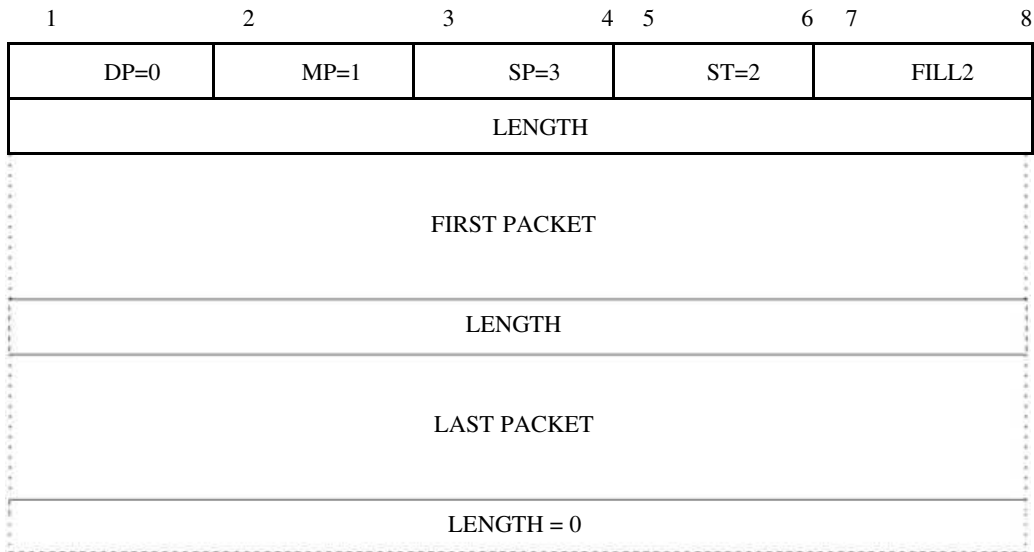 1 2 3 4 5 6 7 8
DP=0 MP=1 SP=3 ST=2 FILL2
LENGTH
FIRST PACKET
LENGTH
LAST PACKET
LENGTH = 0